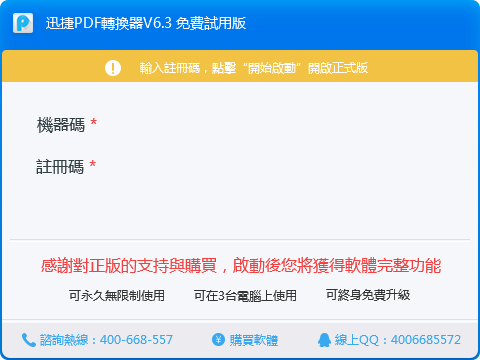 迅捷PDF轉換器V6.3 免費試用版
輸入註冊碼，點擊“開始啟動”開啟正式版
機器碼 *
註冊碼 *
感謝對正版的支持與購買，啟動後您將獲得軟體完整功能
可永久無限制使用 可在3台電腦上使用 可終身免費升級
諮詢熱線：400-668-557 購買軟體 線上QQ：4006685572